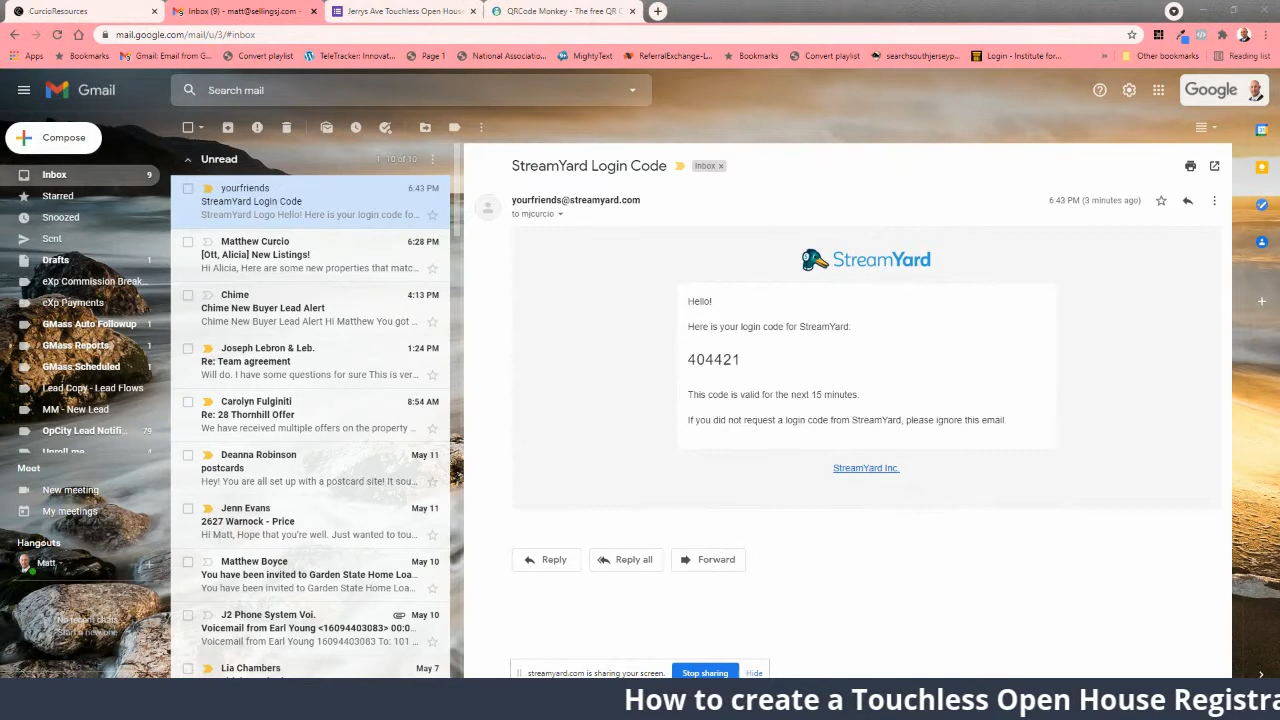 CurcioResources
Inbox (9) - matt@sellingsj.com -
Jerrys Ave Touchless Open House
QRCode Monkey - The free QR C
mail.google.com/mail/u/3/#inbox
Apps
Bookmarks
Gmail: Email from G...
Convert playlist
TeleTracker: Innovat...
Page 1
National Association...
MightyText
ReferralExchange-L...
Bookmarks
Convert playlist
searchsouthjerseyp...
Login - Institute for...
»
Other bookmarks
Reading list
Gmail
Search mail
Google
Compose
Inbox 9
Starred
Snoozed
Sent
Drafts 1
eXp Commission Break...
eXp Payments
GMass Auto Followup 1
GMass Reports 1
GMass Scheduled 1
Lead Copy - Lead Flows
MM - New Lead
OpCity Lead Notifi... 79
Unroll.me 4
Meet
New meeting
My meetings
Hangouts
Matt
No recent chats
Start a new one
Unread
1-10 of 10
yourfriends 6:43 PM
StreamYard Login Code
StreamYard Logo Hello! Here is your login code fo...
Matthew Curcio 6:28 PM
[Ott, Alicia] New Listings!
Hi Alicia, Here are some new properties that matc...
Chime 4:13 PM
Chime New Buyer Lead Alert
Chime New Buyer Lead Alert Hi Matthew You got ...
Joseph Lebron & Leb. 1:24 PM
Re: Team agreement
Will do. I have some questions for sure This is ver...
Carolyn Fulginiti 8:54 AM
Re: 28 Thornhill Offer
We have received multiple offers on the property ...
Deanna Robinson May 11
postcards
Hey! You are all set up with a postcard site! It sou...
Jenn Evans May 11
2627 Warnock - Price
Hi Matt, Hope that you're well. Just wanted to tou...
Matthew Boyce May 10
You have been invited to Garden State Home Loa...
You have been invited to Garden State Home Loa...
J2 Phone System Voi. May 10
Voicemail from Earl Young <16094403083> 00:0...
Voicemail from Earl Young <16094403083> To: 101 ...
Lia Chambers May 7
StreamYard Login Code
Inbox x
yourfriends@streamyard.com
6:43 PM (3 minutes ago)
to mjcurcio
StreamYard
Hello!
Here is your login code for StreamYard.
404421
This code is valid for the next 15 minutes.
If you did not request a login code from StreamYard, please ignore this email.
StreamYard Inc.
Reply
Reply all
Forward
streamyard.com is sharing your screen.
Stop sharing
Hide
How to create a Touchless Open House Registra